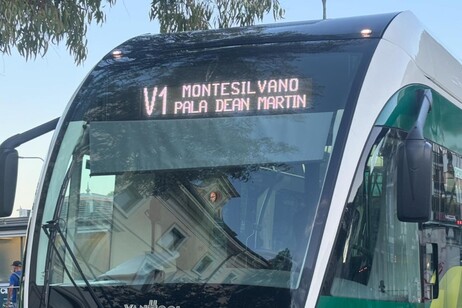 V1 MONTESILVANO
PALA DEAN MARTIN